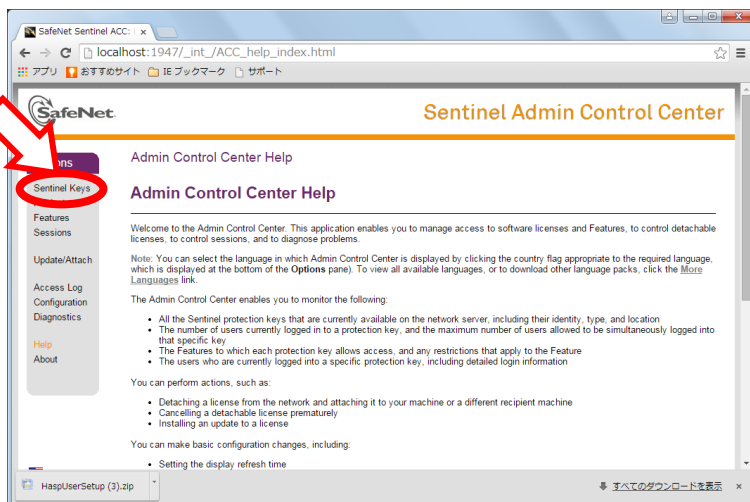 SafeNet Sentinel ACC:
localhost:1947/_int_/ACC_help_index.html
アプリ おすすめサイト IE ブックマーク サポート
SafeNet.
Sentinel Admin Control Center
ons
Sentinel Keys
Features
Sessions
Update/Attach
Access Log
Configuration
Diagnostics
Help
About
Admin Control Center Help
Admin Control Center Help
Welcome to the Admin Control Center. This application enables you to manage access to software licenses and Features, to control detachable
licenses, to control sessions, and to diagnose problems.
Note: You can select the language in which Admin Control Center is displayed by clicking the country flag appropriate to the required language,
which is displayed at the bottom of the Options pane). To view all available languages, or to download other language packs, click the More
Languages link.
The Admin Control Center enables you to monitor the following:
• All the Sentinel protection keys that are currently available on the network server, including their identity, type, and location
• The number of users currently logged in to a protection key, and the maximum number of users allowed to be simultaneously logged into
that specific key
• The Features to which each protection key allows access, and any restrictions that apply to the Feature
• The users who are currently logged into a specific protection key, including detailed login information
You can perform actions, such as:
• Detaching a license from the network and attaching it to your machine or a different recipient machine
• Cancelling a detachable license prematurely
• Installing an update to a license
You can make basic configuration changes, including:
• Setting the display refresh time
HaspUserSetup (3).zip
すべてのダウンロードを表示